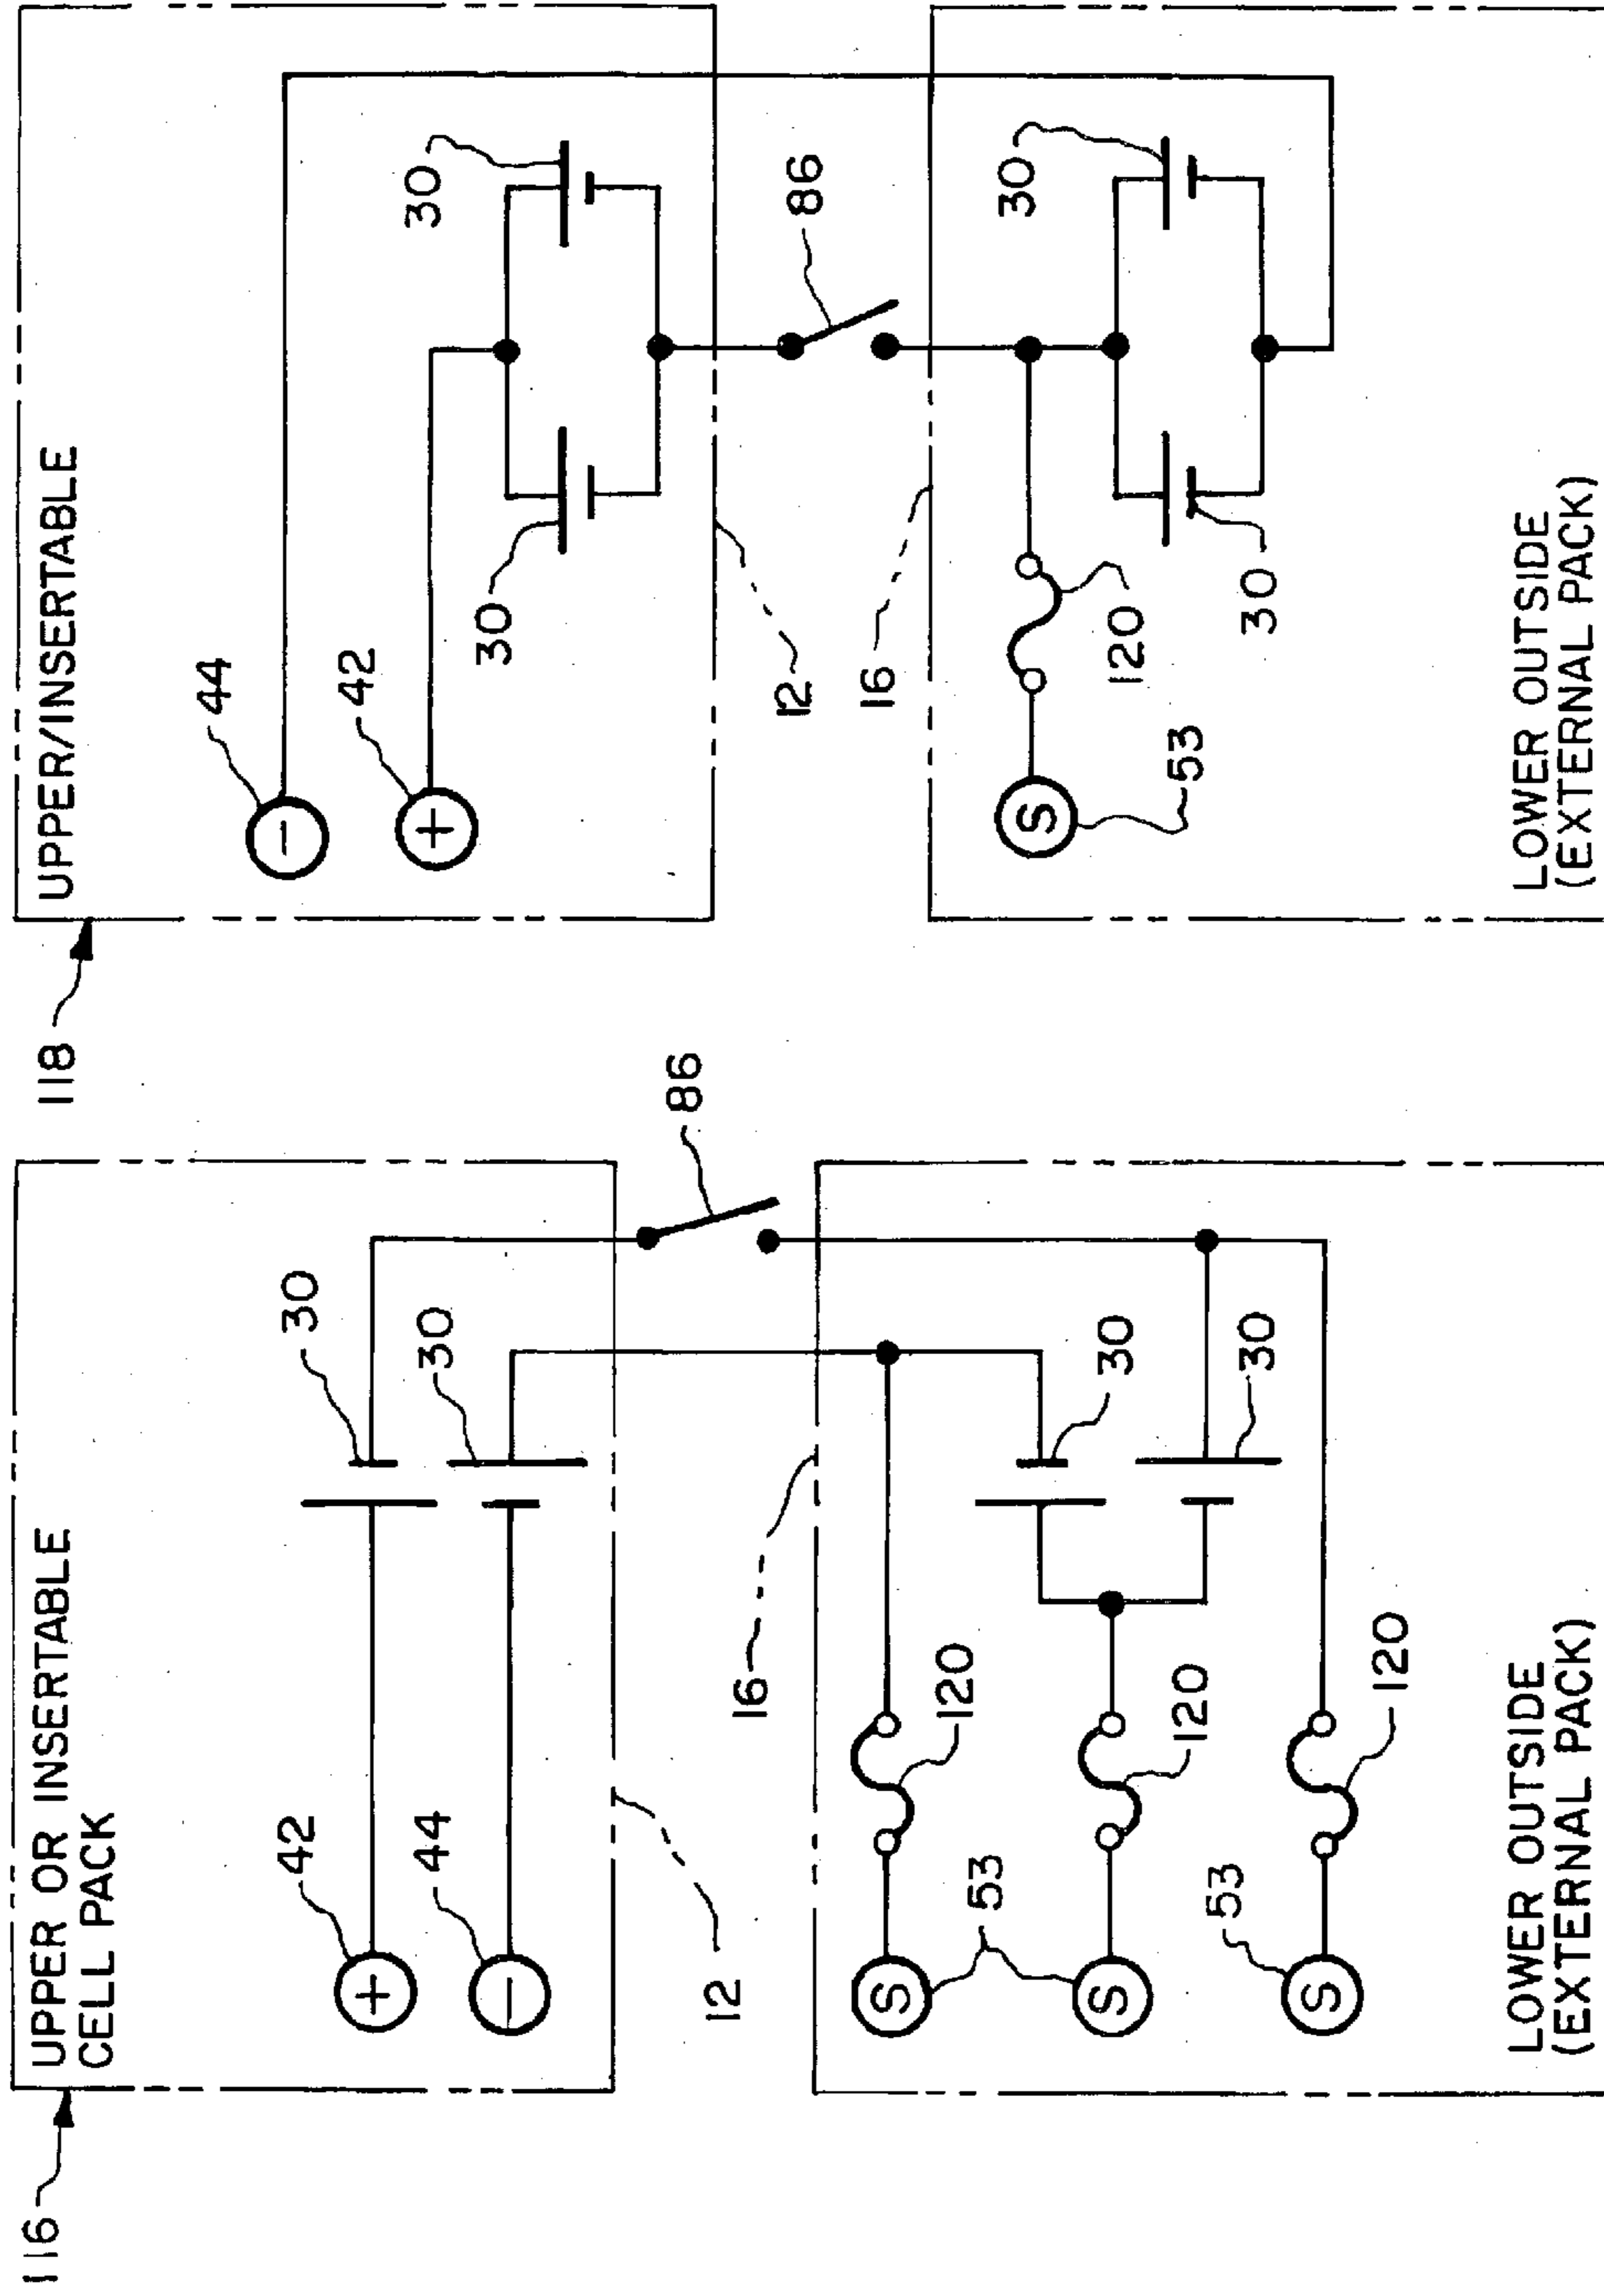 118
UPPER/INSERTABLE
44
−
42
+
30
30
12
86
16
S
53
120
30
30
LOWER OUTSIDE
(EXTERNAL PACK)
116
UPPER OR INSERTABLE
CELL PACK
42
+
44
−
30
30
12
86
16
S
120
53
S
120
53
S
120
30
30
LOWER OUTSIDE
(EXTERNAL PACK)